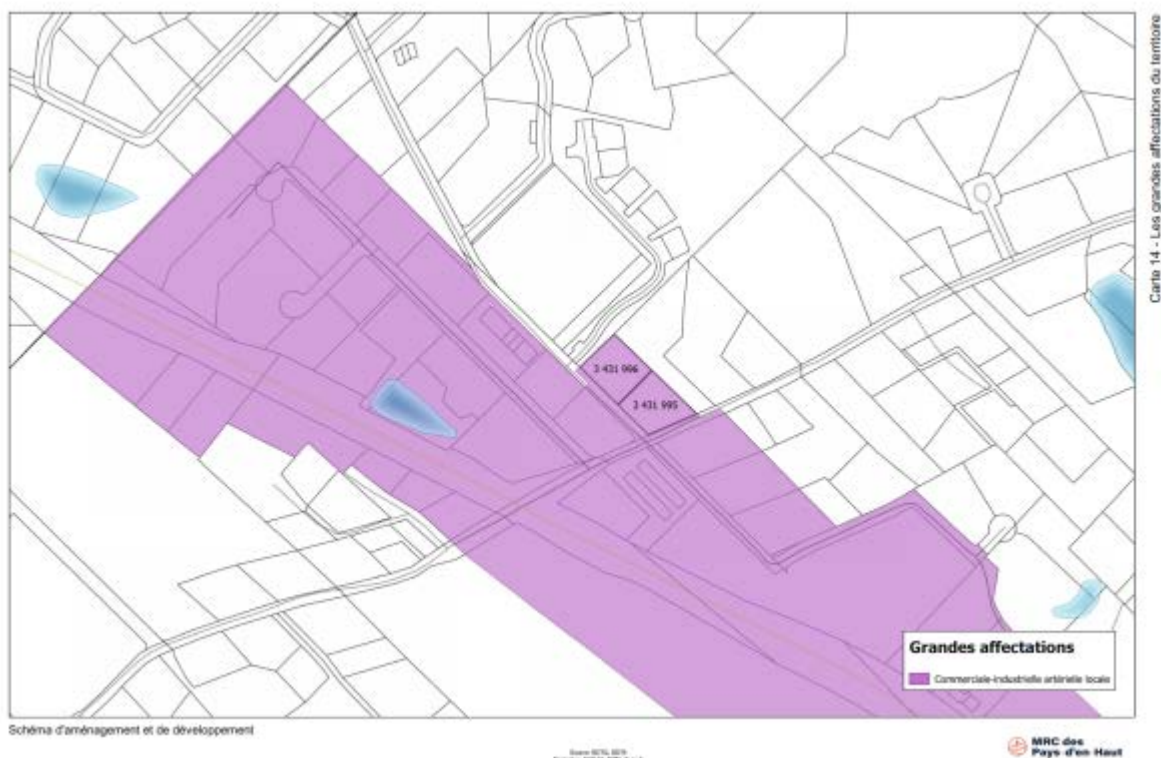 Carte 14 - Les grandes affectations du territoire
3 431 996
3 431 995
Grandes affectations
Commerciale-industrielle artérielle locale
Schéma d'aménagement et de développement
MRC des
Pays d'en Haut